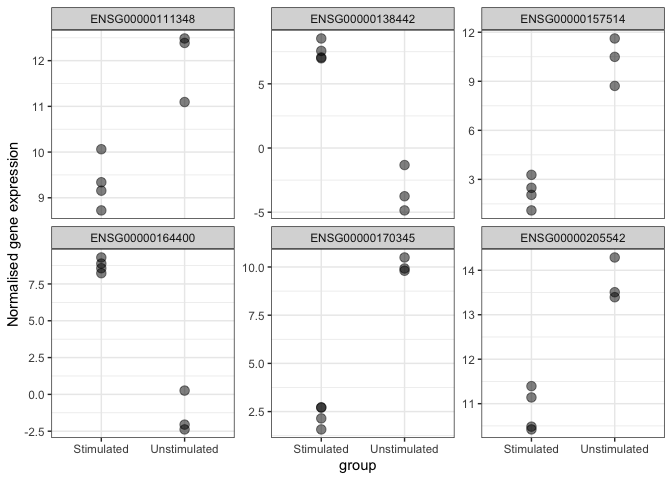 ENSG00000111348
ENSG00000138442
ENSG00000157514
12
11
10
9
5
0
-5
12
9
6
3
Normalised gene expression
ENSG00000164400
ENSG00000170345
ENSG00000205542
7.5
5.0
2.5
0.0
-2.5
10.0
7.5
5.0
2.5
14
13
12
11
Stimulated Unstimulated
Stimulated Unstimulated
Stimulated Unstimulated
group